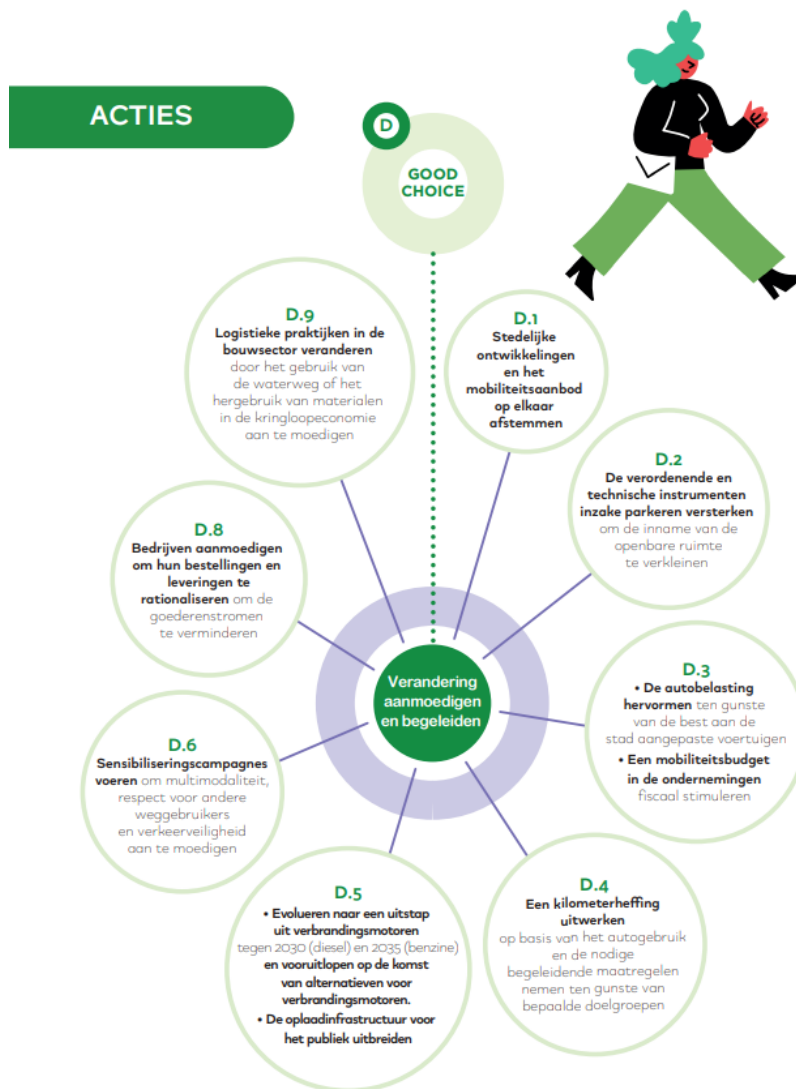 ACTIES
D
GOOD
CHOICE
D.9
Logistieke praktijken in de
bouwsector veranderen
door het gebruik van
de waterweg of het
hergebruik van materialen
in de kringloopeconomie
aan te moedigen
D.1
Stedelijke
ontwikkelingen
en het
mobiliteitsaanbod
op elkaar
afstemmen
D.2
De verordenende en
technische instrumenten
inzake parkeren versterken
om de inname van de
openbare ruimte
te verkleinen
D.8
Bedrijven aanmoedigen
om hun bestellingen en
leveringen te
rationaliseren om de
goederenstromen
te verminderen
Verandering
aanmoedigen
en begeleiden
D.3
• De autobelasting
hervormen ten gunste
van de best aan de
stad aangepaste voertuigen
• Een mobiliteitsbudget
in de ondernemingen
fiscaal stimuleren
D.6
Sensibiliseringscampagnes
voeren om multimodaliteit,
respect voor andere
weggebruikers
en verkeerveiligheid
aan te moedigen
D.5
• Evolueren naar een uitstap
uit verbrandingsmotoren
tegen 2030 (diesel) en 2035 (benzine)
en vooruitlopen op de komst
van alternatieven voor
verbrandingsmotoren.
• De oplaadinfrastructuur voor
het publiek uitbreiden
D.4
Een kilometerheffing
uitwerken
op basis van het autogebruik
en de nodige
begeleidende maatregelen
nemen ten gunste van
bepaalde doelgroepen